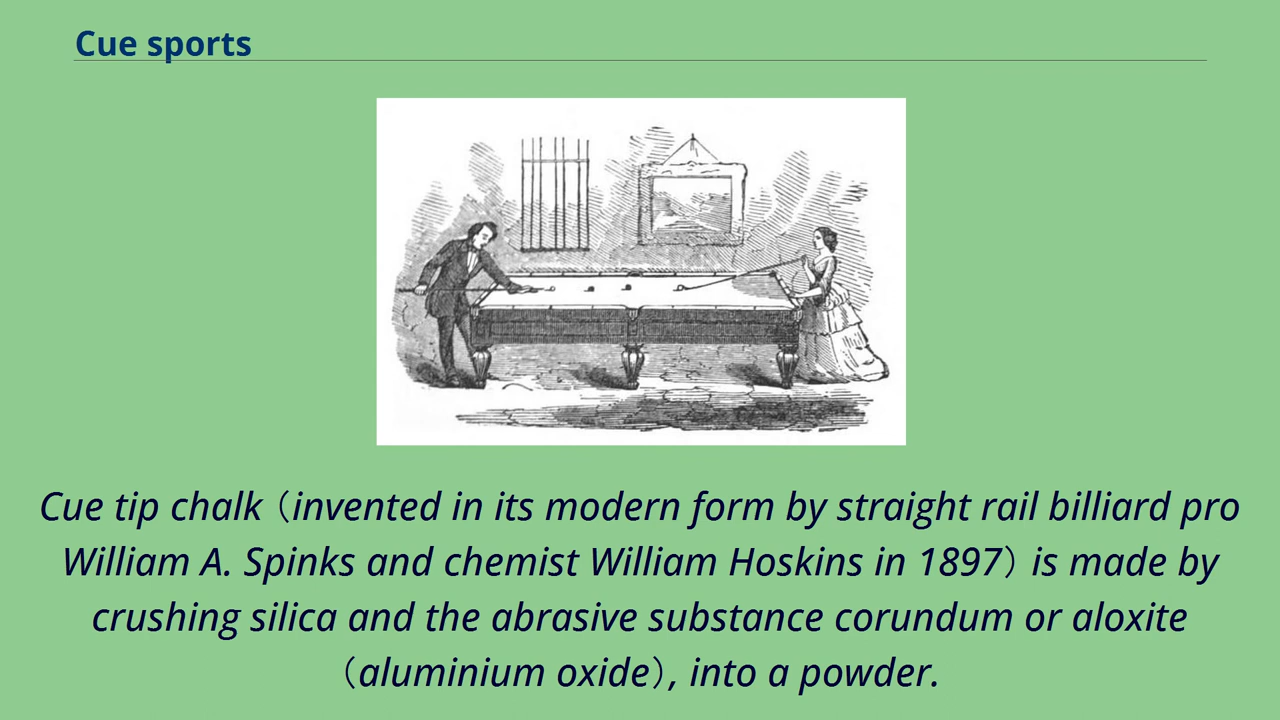 Cue sports
Cue tip chalk (invented in its modern form by straight rail billiard pro
William A. Spinks and chemist William Hoskins in 1897) is made by
crushing silica and the abrasive substance corundum or aloxite
(aluminium oxide), into a powder.